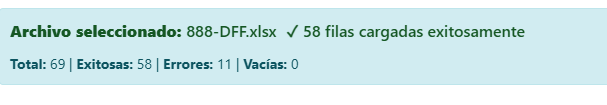 Archivo seleccionado: 888-DFF.xlsx ✓ 58 filas cargadas exitosamente
Total: 69 | Exitosas: 58 | Errores: 11 | Vacías: 0